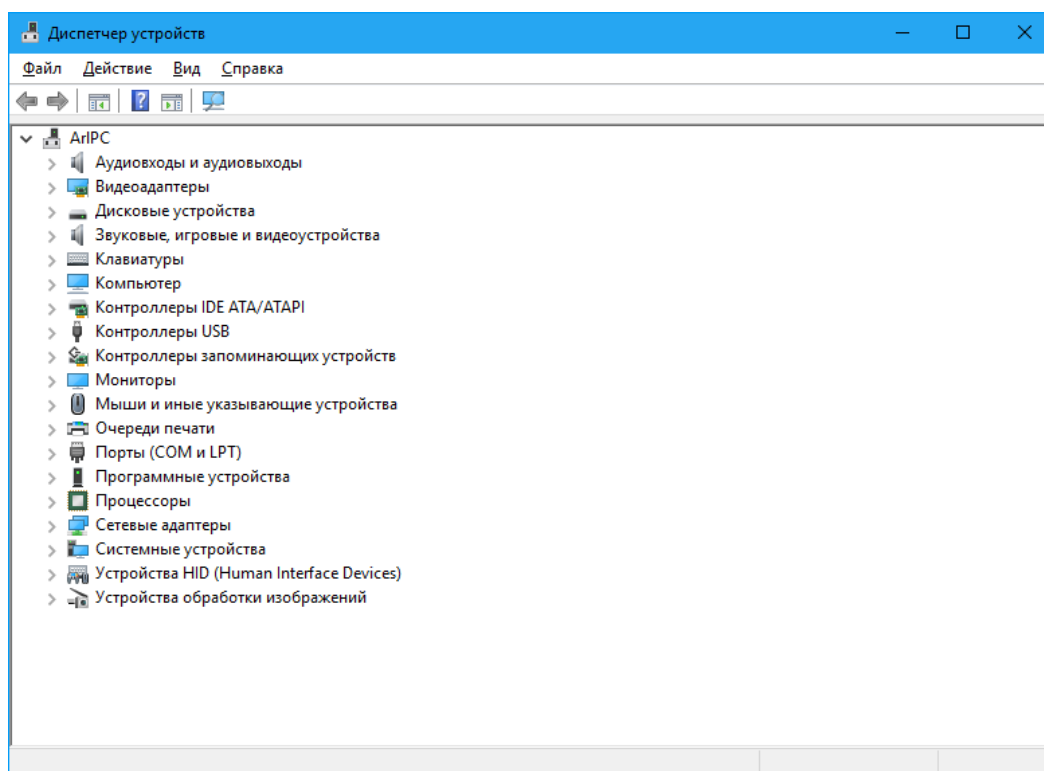 Диспетчер устройств
Файл Действие Вид Справка
ArIPC
Аудиовходы и аудиовыходы
Видеоадаптеры
Дисковые устройства
Звуковые, игровые и видеоустройства
Клавиатуры
Компьютер
Контроллеры IDE ATA/ATAPI
Контроллеры USB
Контроллеры запоминающих устройств
Мониторы
Мыши и иные указывающие устройства
Очереди печати
Порты (COM и LPT)
Программные устройства
Процессоры
Сетевые адаптеры
Системные устройства
Устройства HID (Human Interface Devices)
Устройства обработки изображений